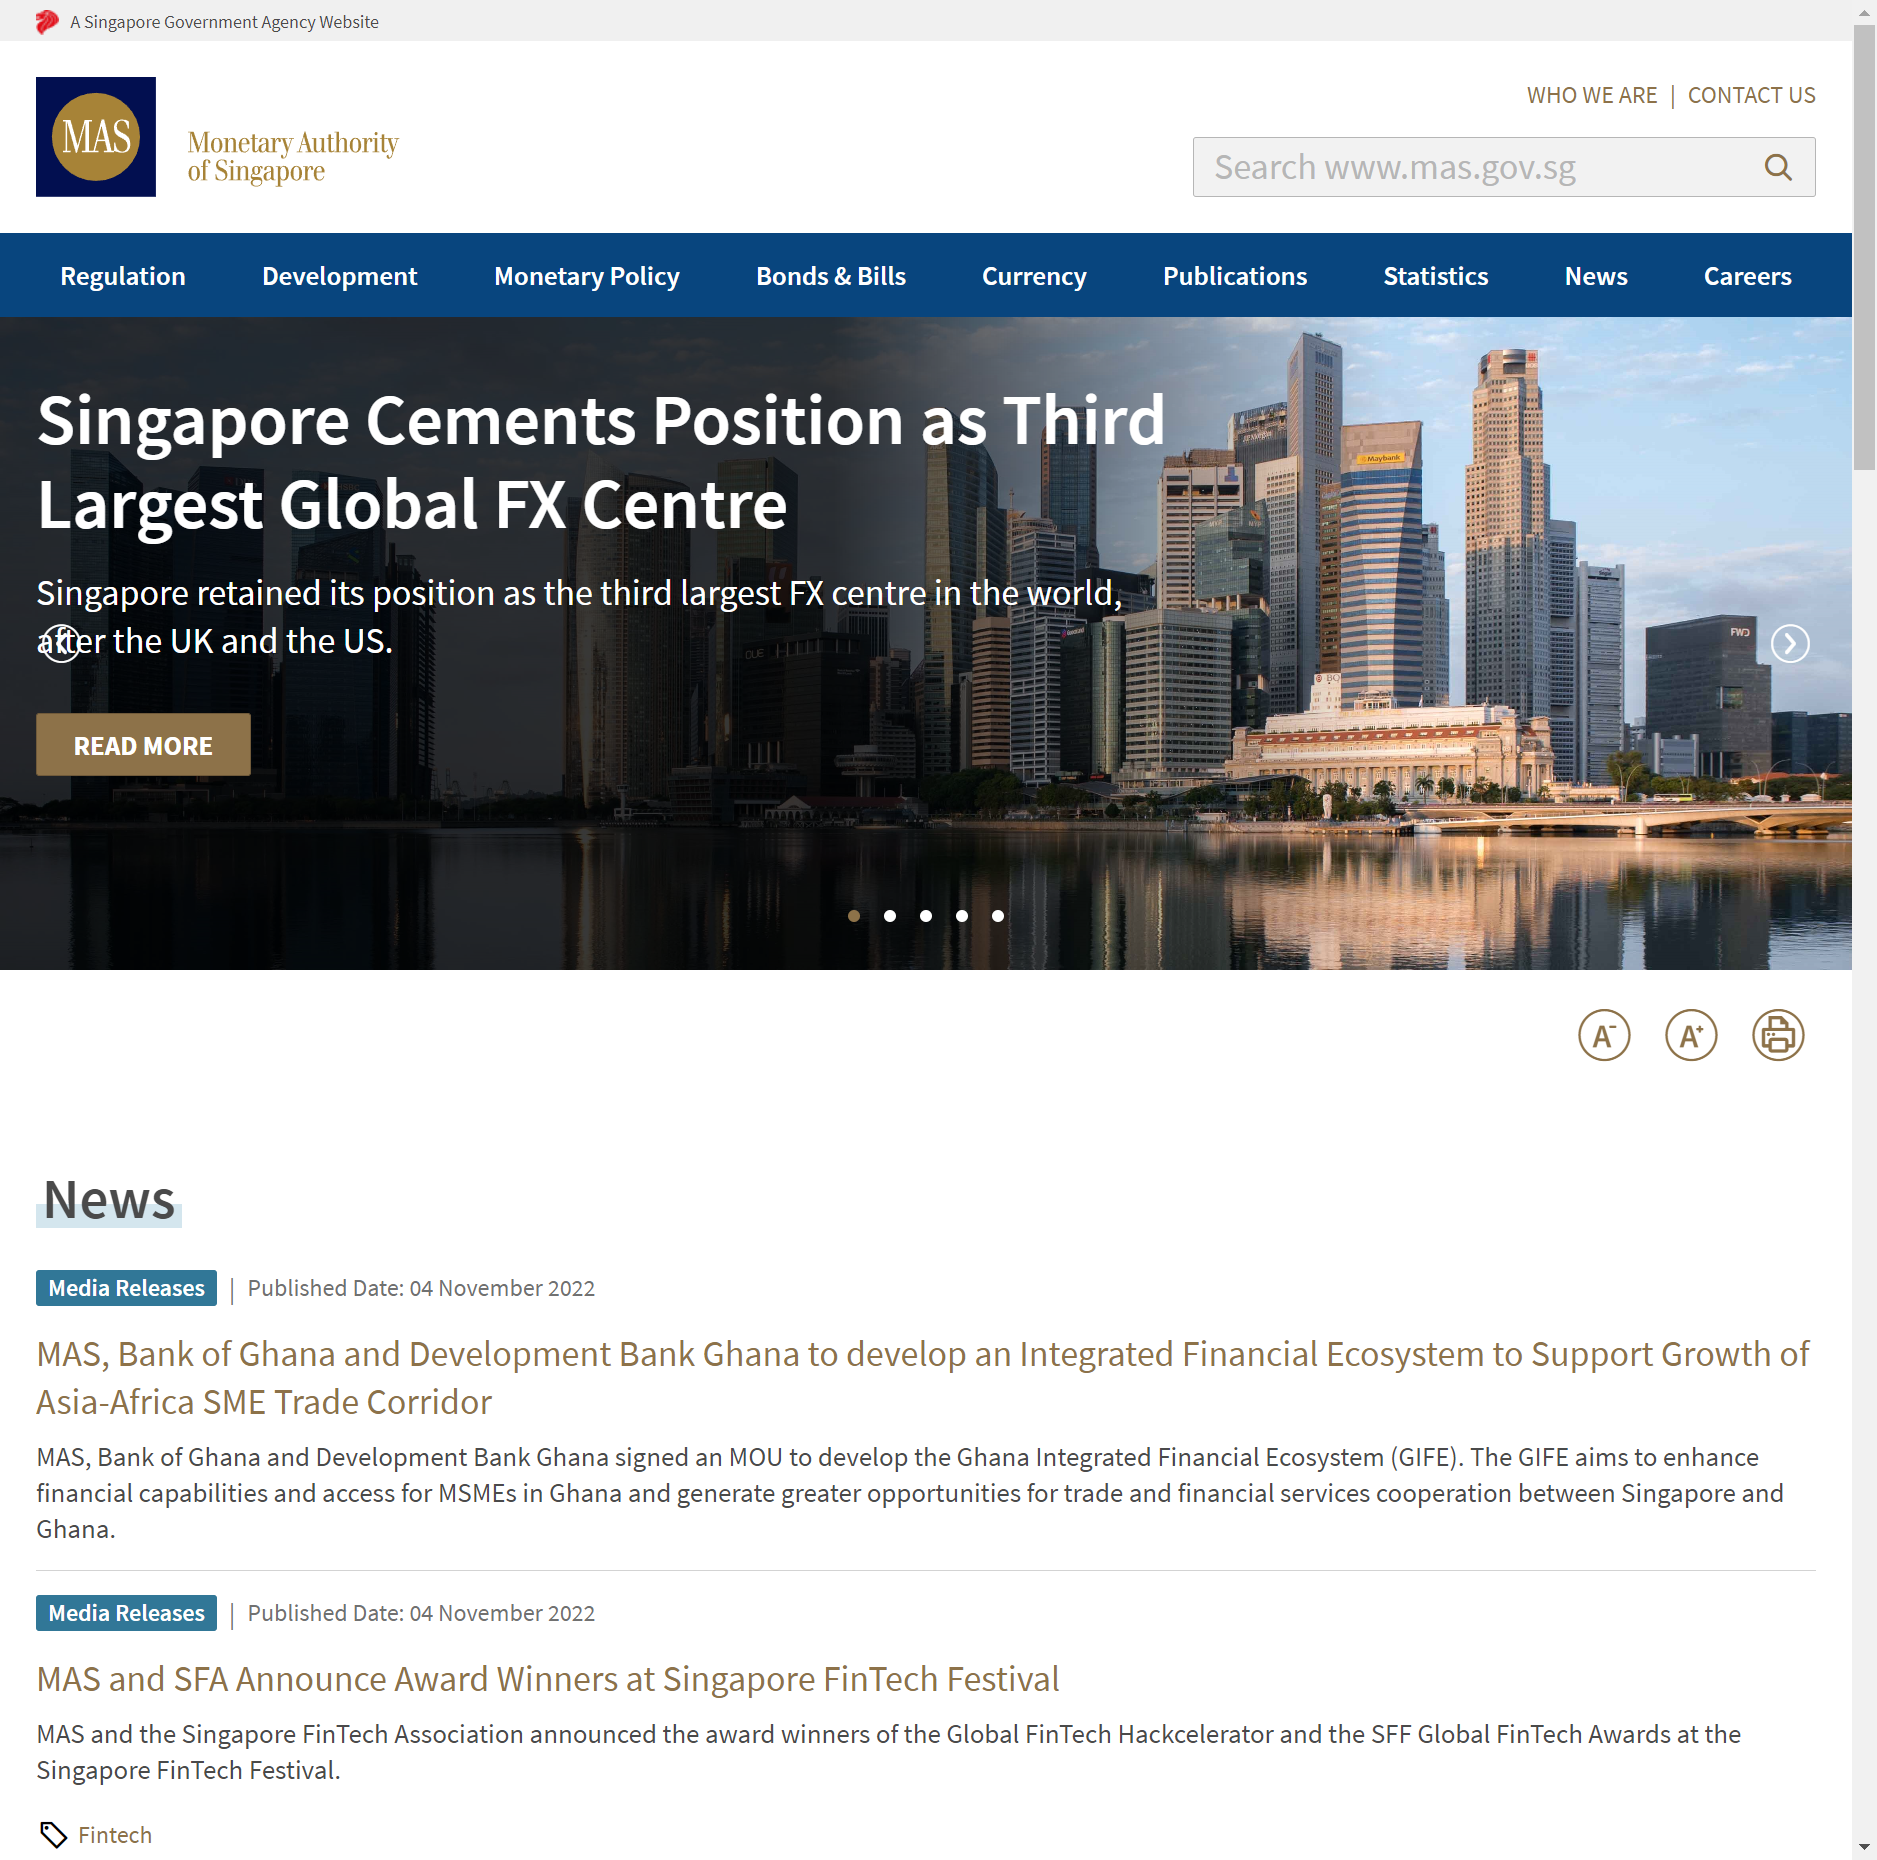 A Singapore Government Agency Website
MAS
Monetary Authority
of Singapore
WHO WE ARE | CONTACT US
Search www.mas.gov.sg
Regulation Development Monetary Policy Bonds & Bills Currency Publications Statistics News Careers
Singapore Cements Position as Third
Largest Global FX Centre
Singapore retained its position as the third largest FX centre in the world,
after the UK and the US.
READ MORE
Maybank
FWD
A- A+
News
Media Releases | Published Date: 04 November 2022
MAS, Bank of Ghana and Development Bank Ghana to develop an Integrated Financial Ecosystem to Support Growth of
Asia-Africa SME Trade Corridor
MAS, Bank of Ghana and Development Bank Ghana signed an MOU to develop the Ghana Integrated Financial Ecosystem (GIFE). The GIFE aims to enhance
financial capabilities and access for MSMEs in Ghana and generate greater opportunities for trade and financial services cooperation between Singapore and
Ghana.
Media Releases | Published Date: 04 November 2022
MAS and SFA Announce Award Winners at Singapore FinTech Festival
MAS and the Singapore FinTech Association announced the award winners of the Global FinTech Hackcelerator and the SFF Global FinTech Awards at the
Singapore FinTech Festival.
Fintech